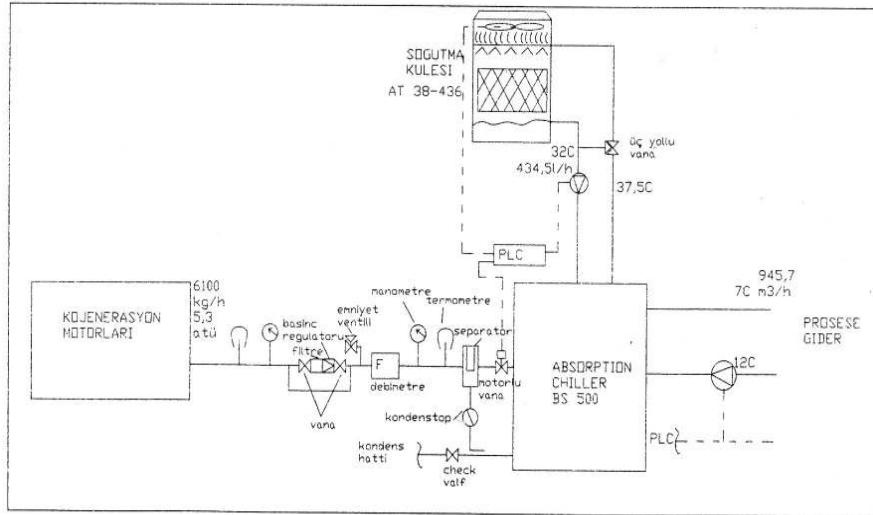 SOGUTMA
KULESI
AT 38-436
32C
434,5l/h
üç yollu
vana
37,5C
PLC
KOJENERASYON
MOTORLARI
6100
kg/h
5,3
atü
basinc
regulatoru
filtre
vana
emniyet
ventili
F
debimetre
manometre
termometre
separatör
motorlu
vana
kondenstop
kondens
hatti
check
valf
ABSORPTION
CHILLER
BS 500
945,7
7C m3/h
PROSESE
GIDER
12C
PLC